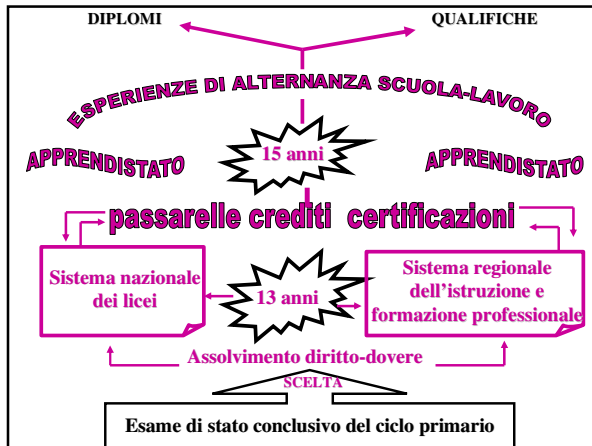 DIPLOMI
QUALIFICHE
ESPERIENZE DI ALTERNANZA SCUOLA-LAVORO
APPRENDISTATO
15 anni
APPRENDISTATO
passarelle crediti certificazioni
Sistema nazionale
dei licei
13 anni
Sistema regionale
dell'istruzione e
formazione professionale
Assolvimento diritto-dovere
SCELTA
Esame di stato conclusivo del ciclo primario